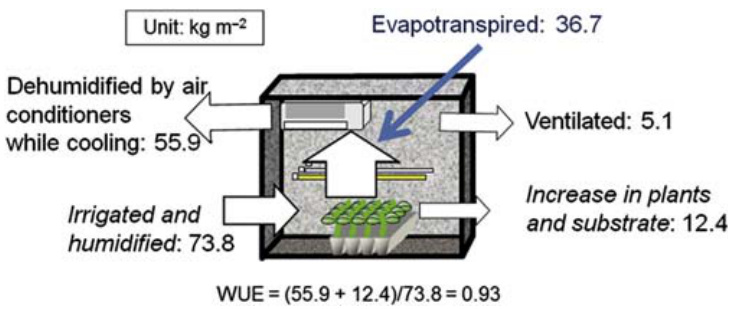 Unit: kg m⁻²
Evapotranspired: 36.7
Dehumidified by air
conditioners
while cooling: 55.9
Ventilated: 5.1
Irrigated and
humidified: 73.8
Increase in plants
and substrate: 12.4
WUE = (55.9 + 12.4)/73.8 = 0.93